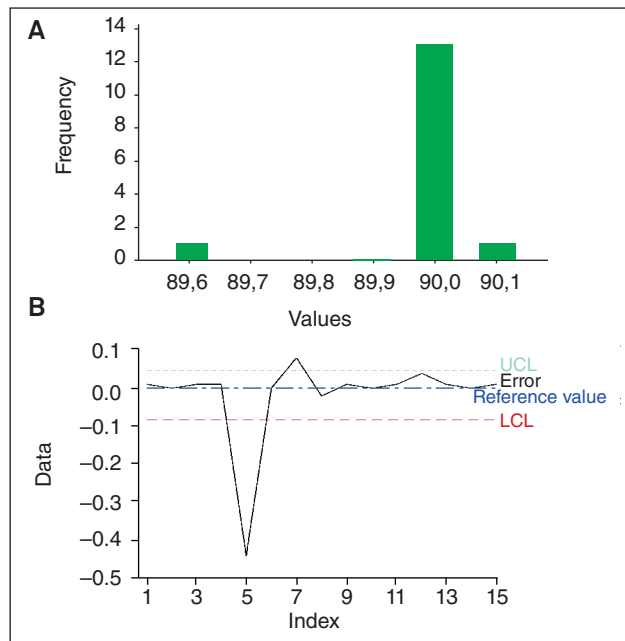 A
Frequency
14
12
10
8
6
4
2
0
89,6 89,7 89,8 89,9 90,0 90,1
Values
B
Data
0.1
0.0
−0.1
−0.2
−0.3
−0.4
−0.5
UCL
Error
Reference value
LCL
1 3 5 7 9 11 13 15
Index